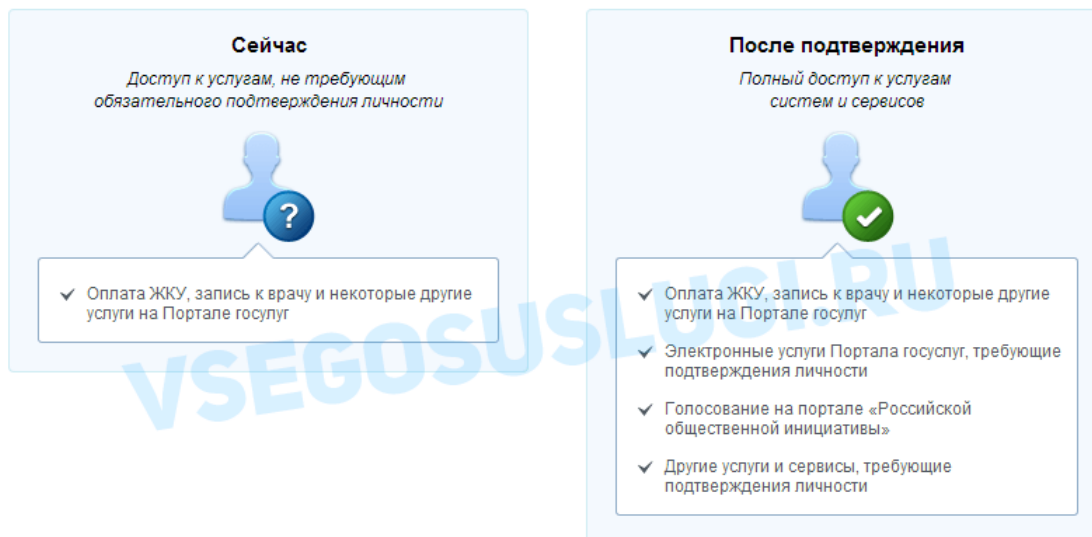 Сейчас
Доступ к услугам, не требующим
обязательного подтверждения личности
?
Оплата ЖКУ, запись к врачу и некоторые другие
услуги на Портале госулуг
После подтверждения
Полный доступ к услугам
систем и сервисов
Оплата ЖКУ, запись к врачу и некоторые другие
услуги на Портале госулуг
Электронные услуги Портала госуслуг, требующие
подтверждения личности
Голосование на портале «Российской
общественной инициативы»
Другие услуги и сервисы, требующие
подтверждения личности
VSEGOSUSLUGI.RU